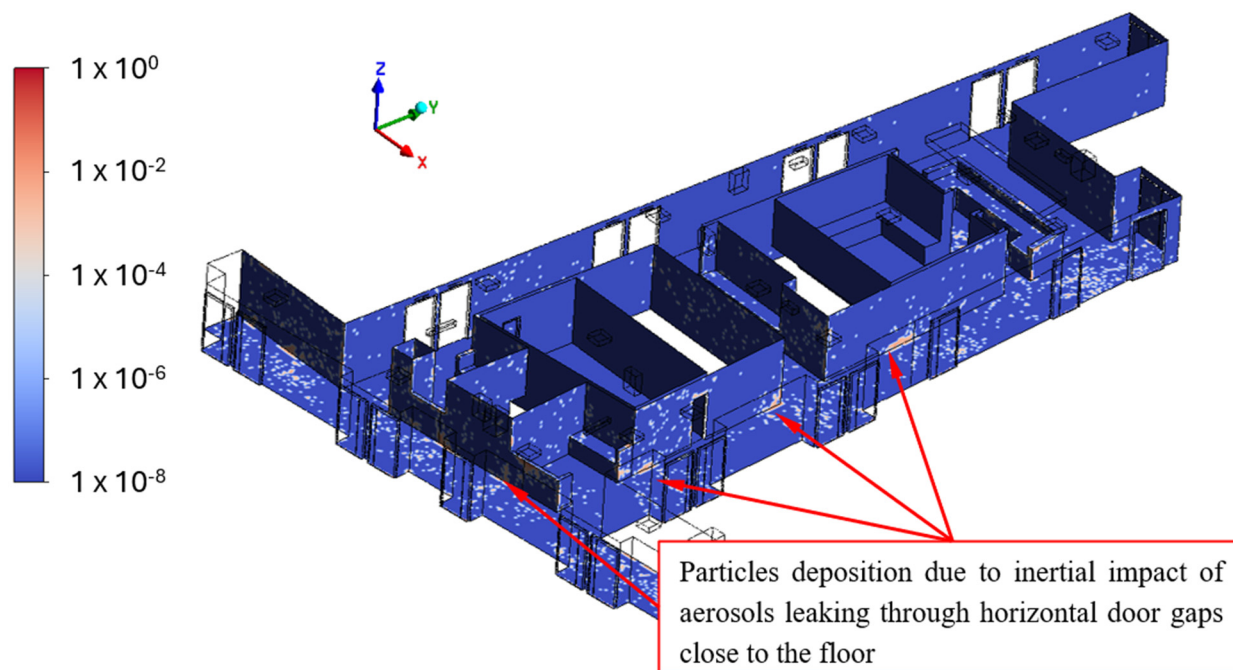 1 x 10⁰
1 x 10⁻²
1 x 10⁻⁴
1 x 10⁻⁶
1 x 10⁻⁸
Z
Y
X
Particles deposition due to inertial impact of
aerosols leaking through horizontal door gaps
close to the floor